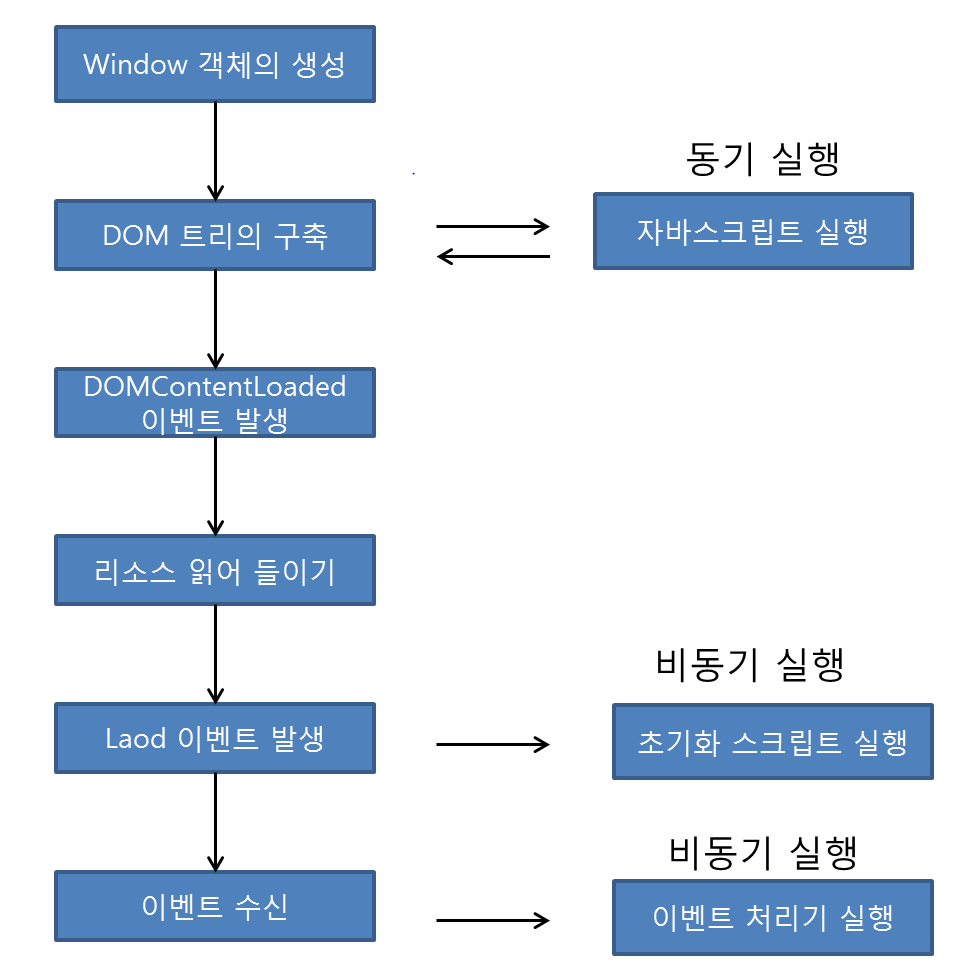 Window 객체의 생성
동기 실행
DOM 트리의 구축
자바스크립트 실행
DOMContentLoaded
이벤트 발생
리소스 읽어 들이기
비동기 실행
Laod 이벤트 발생
초기화 스크립트 실행
비동기 실행
이벤트 수신
이벤트 처리기 실행